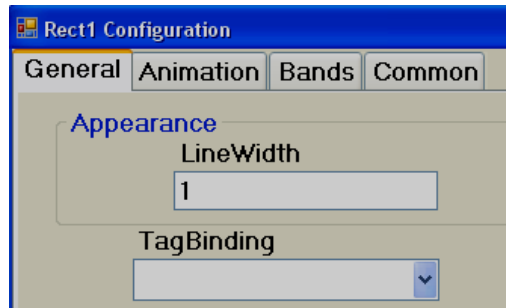 Rect1 Configuration
General Animation Bands Common
Appearance
LineWidth
1
TagBinding